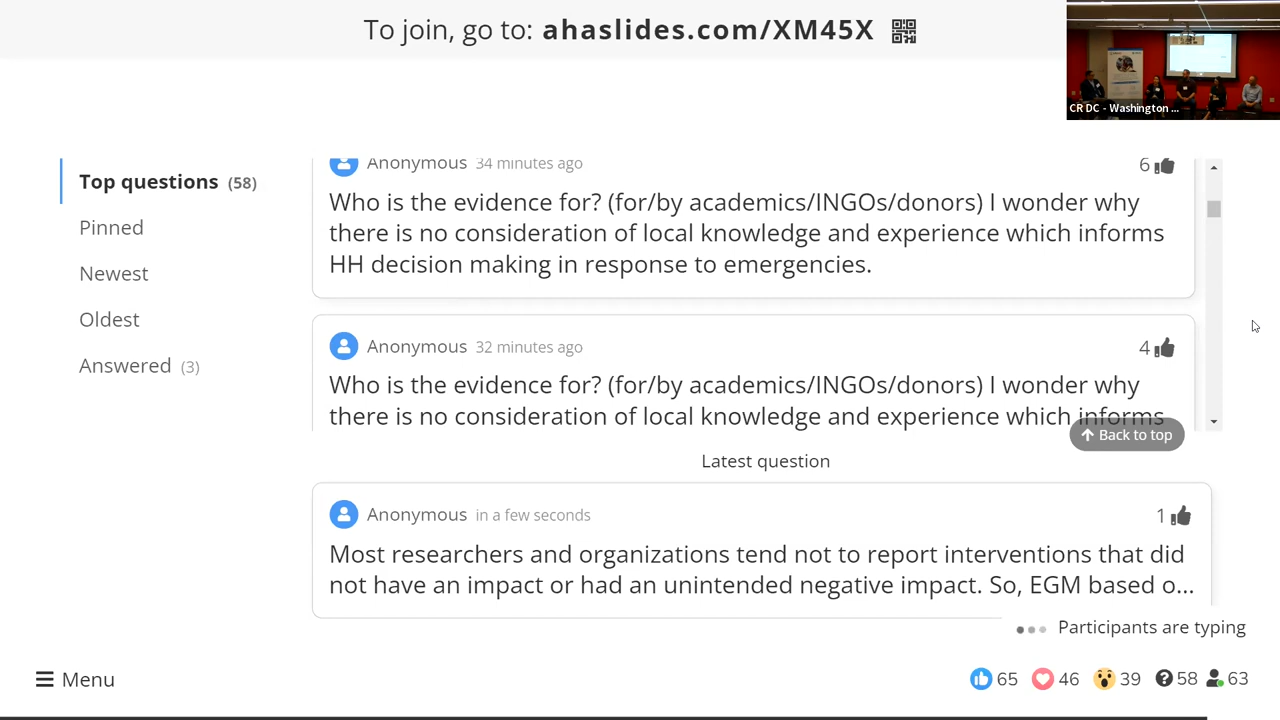 To join, go to: ahaslides.com/XM45X
CR DC - Washington ...
Top questions (58)
Pinned
Newest
Oldest
Answered (3)
Anonymous 34 minutes ago 6
Who is the evidence for? (for/by academics/INGOs/donors) I wonder why
there is no consideration of local knowledge and experience which informs
HH decision making in response to emergencies.
Anonymous 32 minutes ago 4
Who is the evidence for? (for/by academics/INGOs/donors) I wonder why
there is no consideration of local knowledge and experience which informs
Back to top
Latest question
Anonymous in a few seconds 1
Most researchers and organizations tend not to report interventions that did
not have an impact or had an unintended negative impact. So, EGM based o...
Participants are typing
Menu
65 46 39 58 63